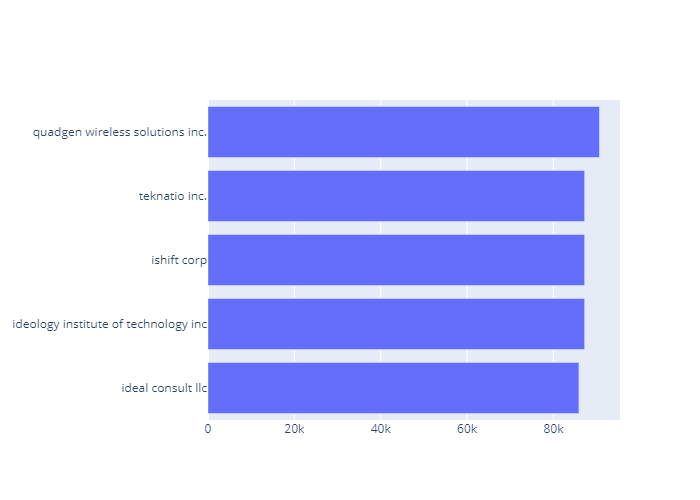 quadgen wireless solutions inc.
teknatio inc.
ishift corp
ideology institute of technology inc
ideal consult llc
0 20k 40k 60k 80k